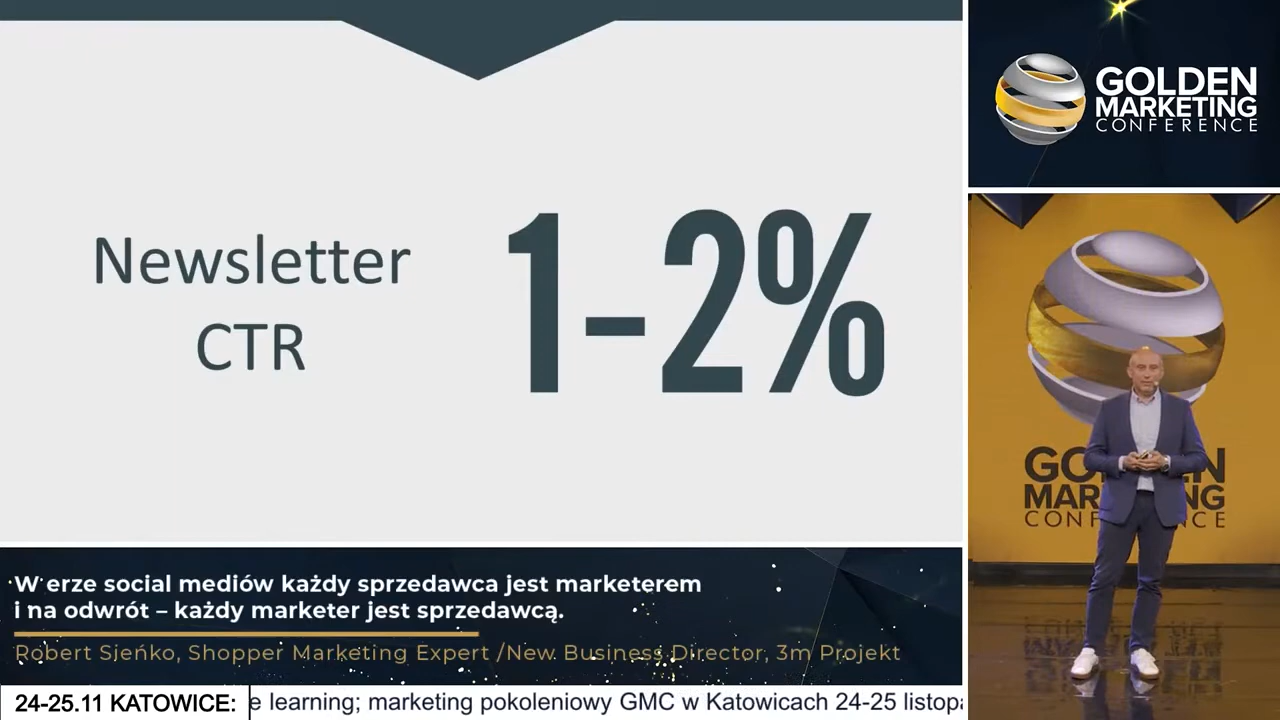 Newsletter
CTR
1-2%
GOLDEN
MARKETING
CONFERENCE
GOLDEN
MARKETING
CONFERENCE
W erze social mediów każdy sprzedawca jest marketerem
i na odwrót – każdy marketer jest sprzedawcą.
Robert Sieńko, Shopper Marketing Expert /New Business Director, 3m Projekt
24-25.11 KATOWICE: e learning; marketing pokoleniowy GMC w Katowicach 24-25 listopa